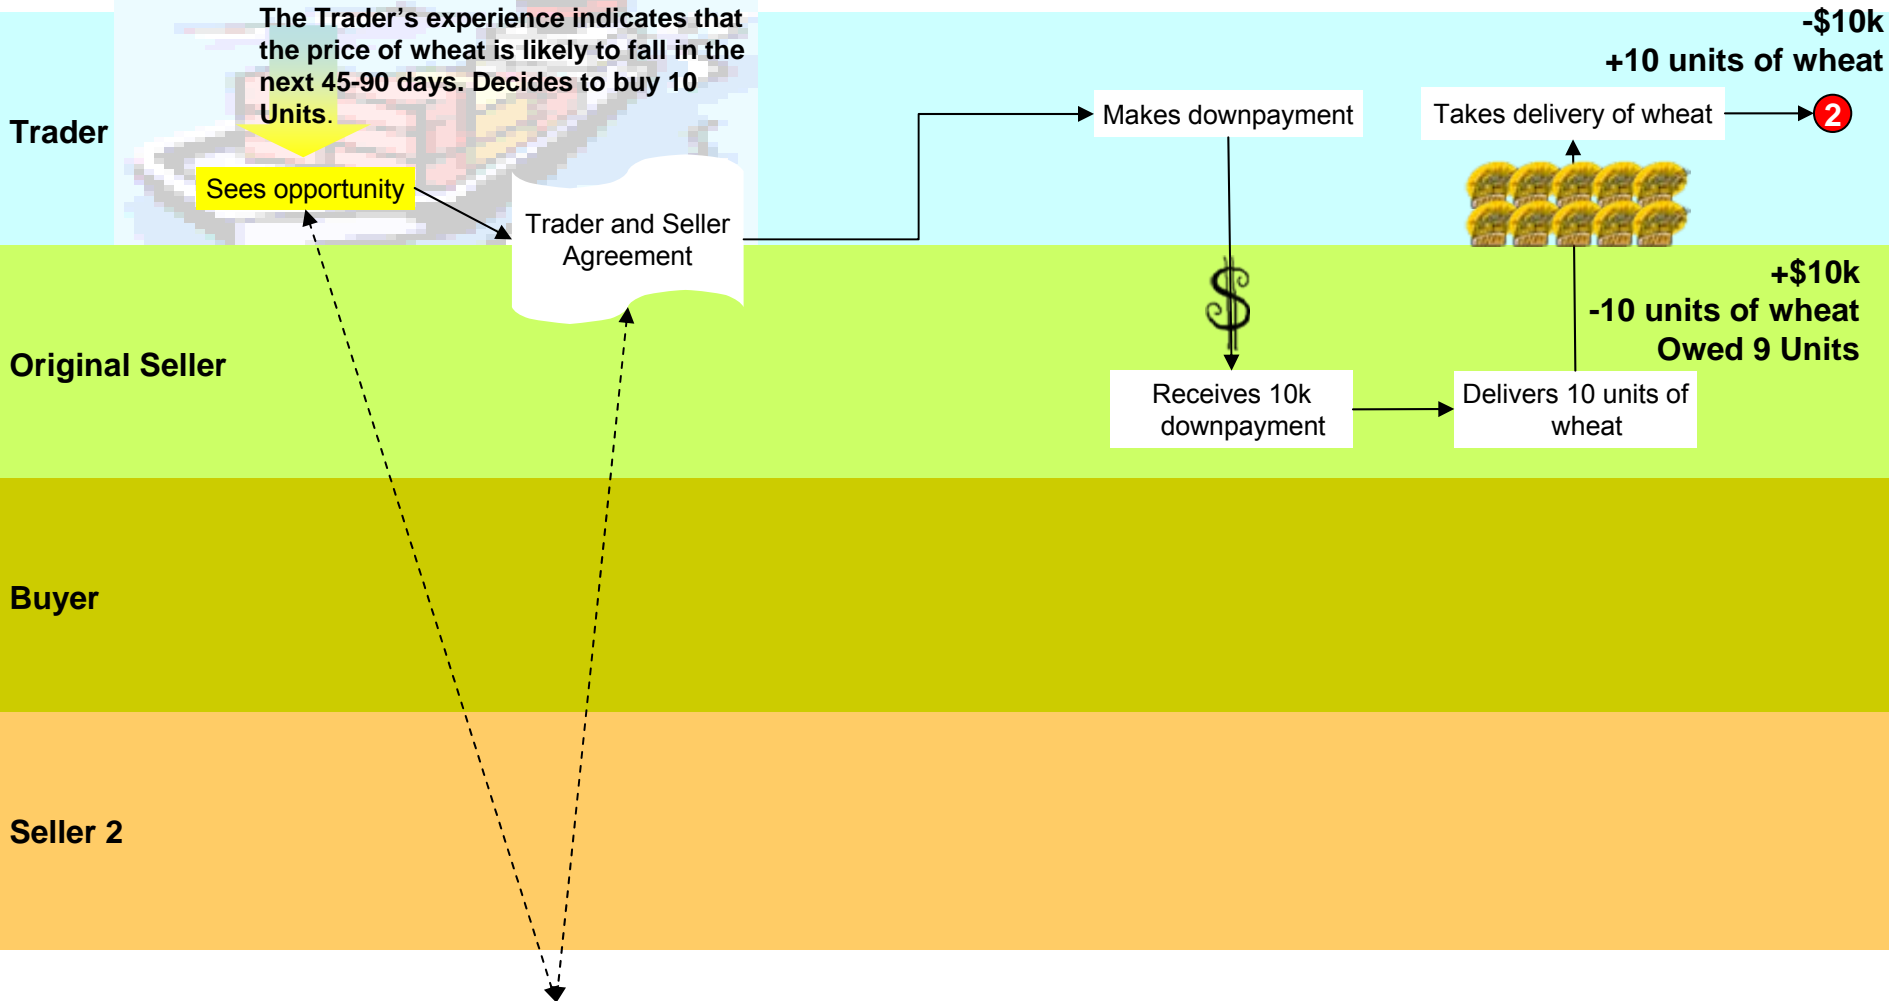 The Trader’s experience indicates that
the price of wheat is likely to fall in the
next 45-90 days. Decides to buy 10
Units.
-$10k
+10 units of wheat
Trader
Sees opportunity
Trader and Seller
Agreement
Makes downpayment
Takes delivery of wheat
2
Original Seller
$
+$10k
-10 units of wheat
Owed 9 Units
Receives 10k
downpayment
Delivers 10 units of
wheat
Buyer
Seller 2